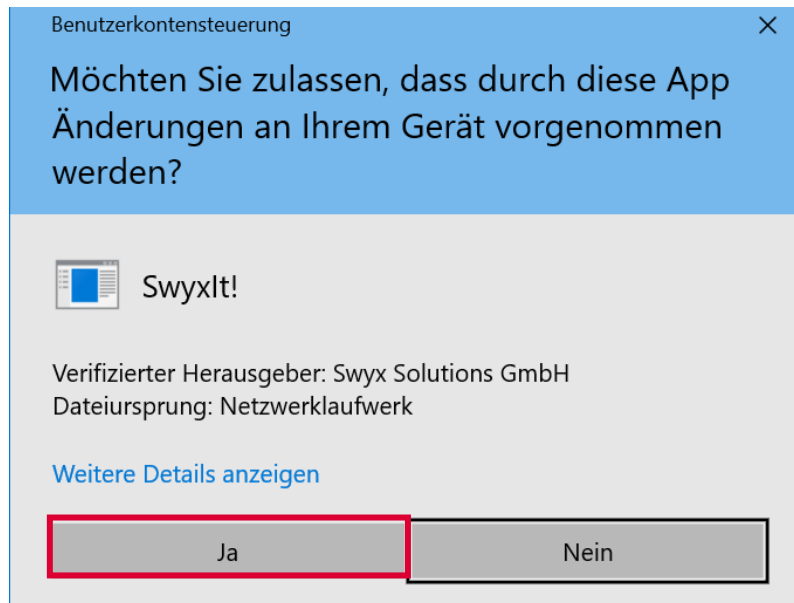 Benutzerkontensteuerung
Möchten Sie zulassen, dass durch diese App
Änderungen an Ihrem Gerät vorgenommen
werden?
SwyxIt!
Verifizierter Herausgeber: Swyx Solutions GmbH
Dateiursprung: Netzwerklaufwerk
Weitere Details anzeigen
Ja
Nein